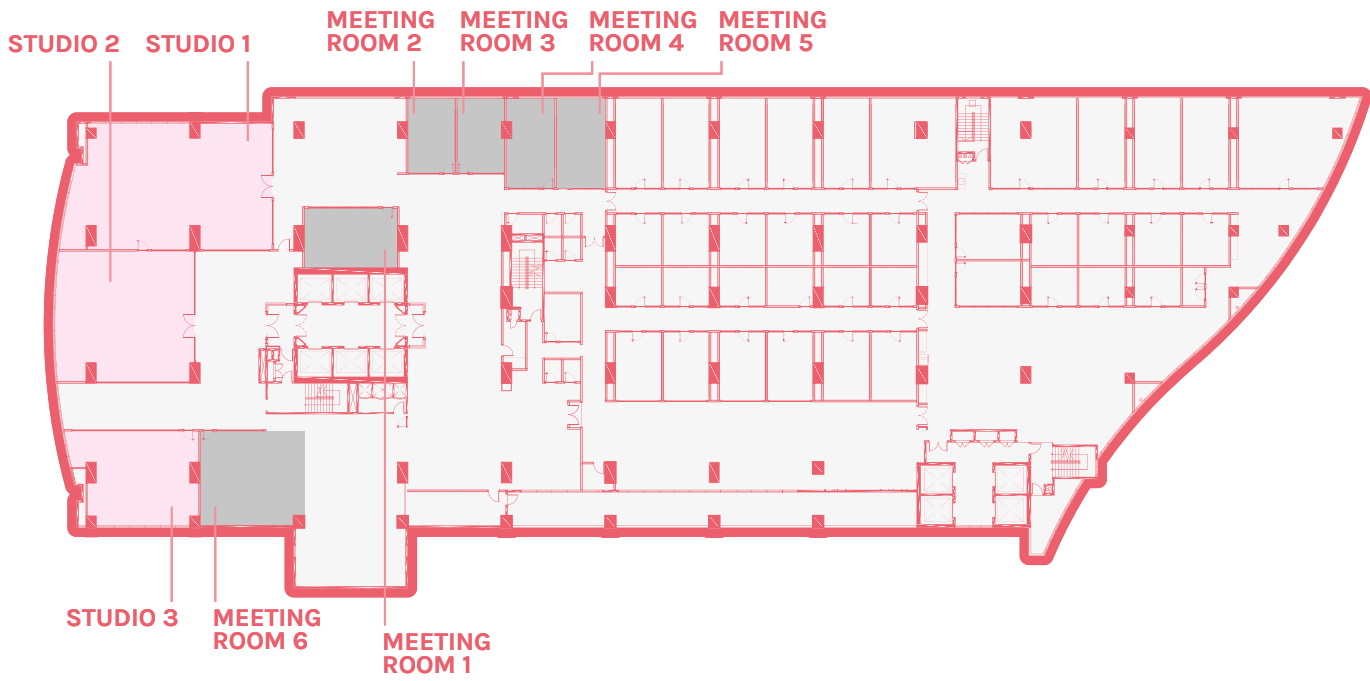 MEETING
ROOM 2
MEETING
ROOM 3
MEETING
ROOM 4
MEETING
ROOM 5
STUDIO 2
STUDIO 1
STUDIO 3
MEETING
ROOM 6
MEETING
ROOM 1